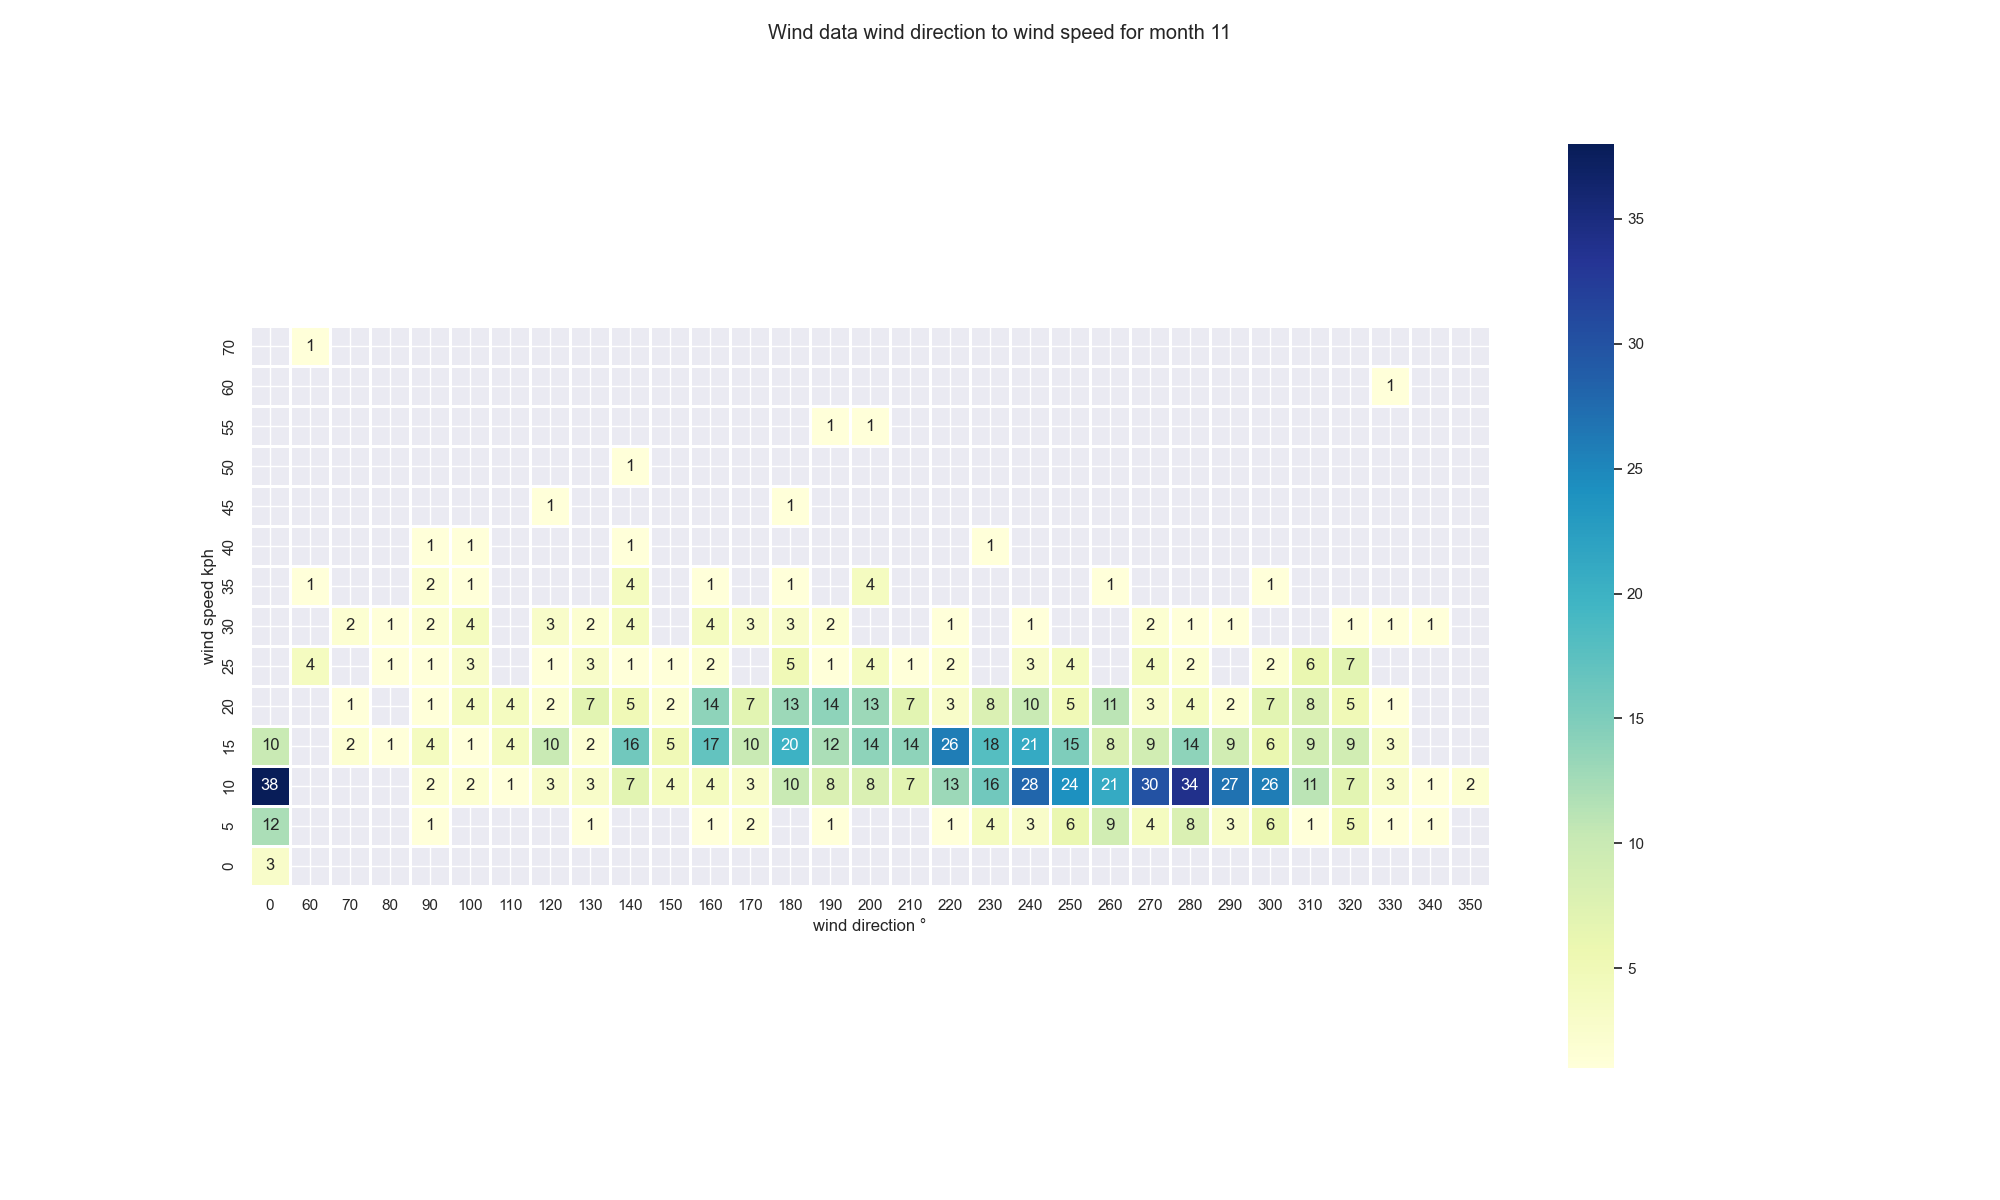 Wind data wind direction to wind speed for month 11
35
30
25
20
15
10
5
wind speed kph
70 1
60 1
55 1 1
50 1
45 1 1
40 1 1 1 1
35 1 2 1 4 1 1 4 1 1
30 2 1 2 4 3 2 4 4 3 3 2 1 1 2 1 1 1 1 1
25 4 1 1 3 1 3 1 1 2 5 1 4 1 2 3 4 4 2 2 6 7
20 1 1 4 4 2 7 5 2 14 7 13 14 13 7 3 8 10 5 11 3 4 2 7 8 5 1
15 10 2 1 4 1 4 10 2 16 5 17 10 20 12 14 14 26 18 21 15 8 9 14 9 6 9 9 3
10 38 2 2 1 3 3 7 4 4 3 10 8 8 7 13 16 28 24 21 30 34 27 26 11 7 3 1 2
5 12 1 1 1 2 1 1 4 3 6 9 4 8 3 6 1 5 1 1
0 3
0 60 70 80 90 100 110 120 130 140 150 160 170 180 190 200 210 220 230 240 250 260 270 280 290 300 310 320 330 340 350
wind direction °